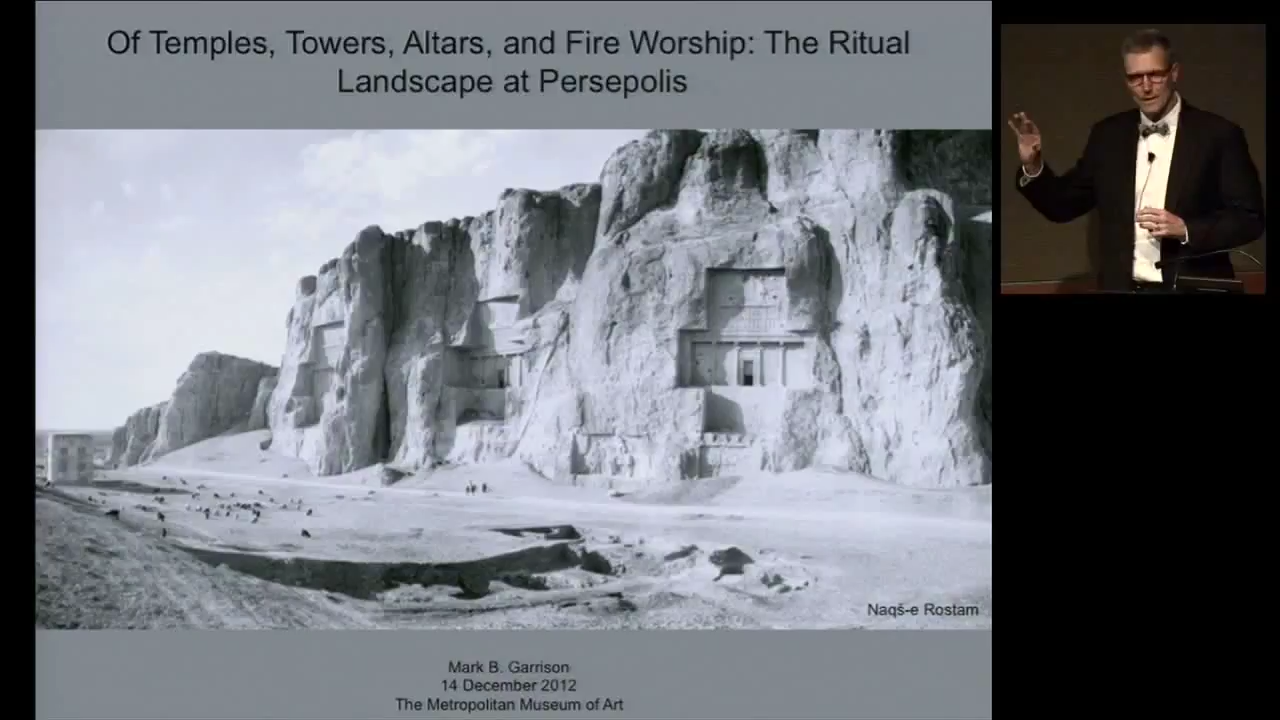 Of Temples, Towers, Altars, and Fire Worship: The Ritual
Landscape at Persepolis
Naqš-e Rostam
Mark B. Garrison
14 December 2012
The Metropolitan Museum of Art